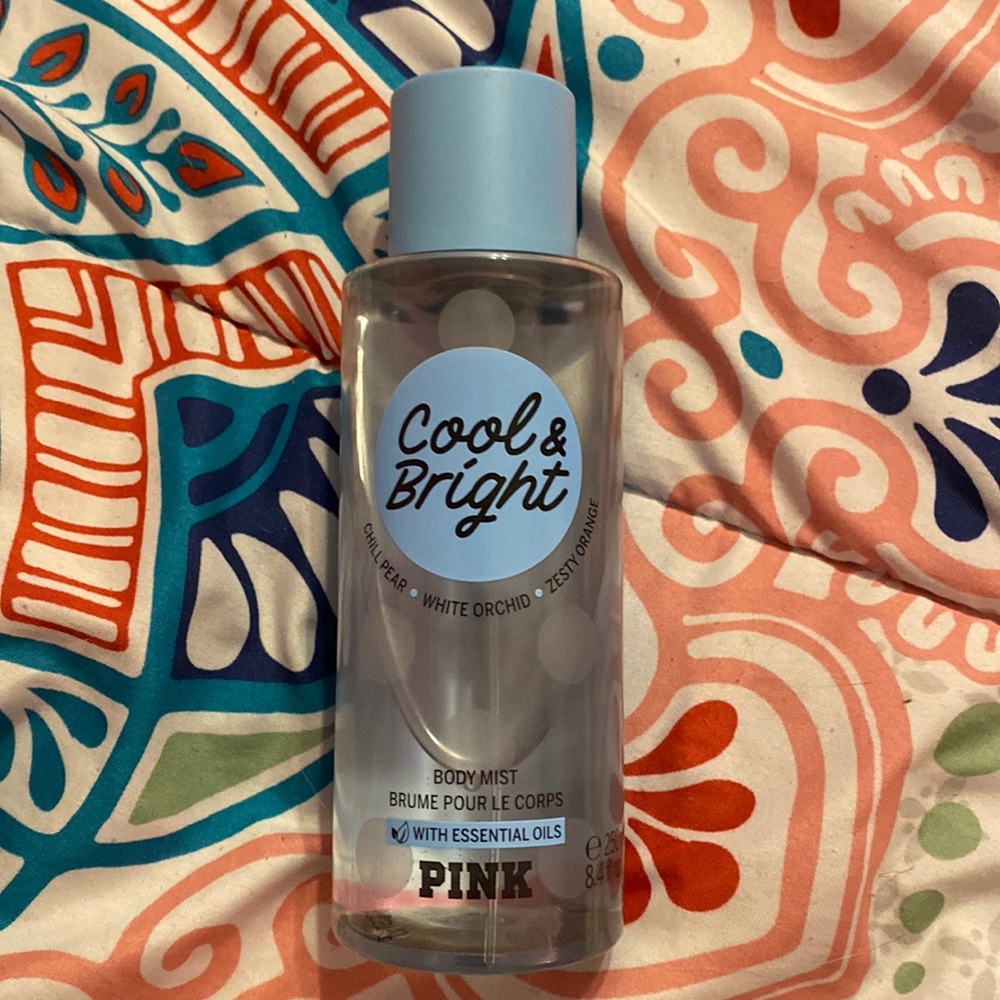 Cool &
Bright
CHILL PEAR • WHITE ORCHID • ZESTY ORANGE
BODY MIST
BRUME POUR LE CORPS
WITH ESSENTIAL OILS
PINK
e 250
8.4 fl